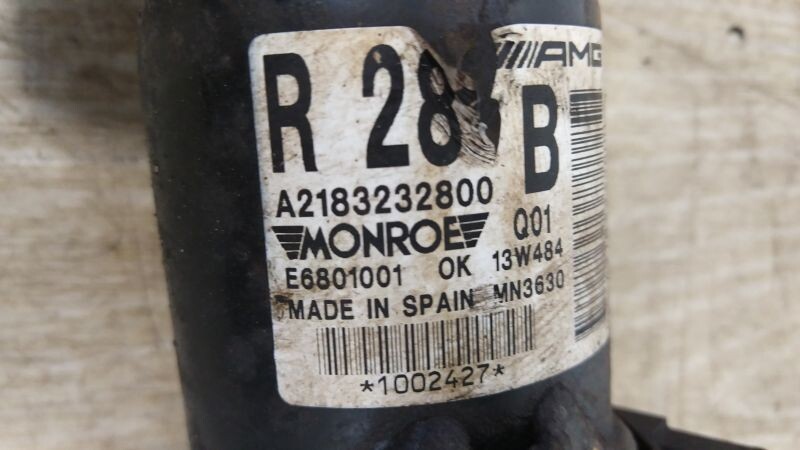 AMG
R 28 B
A2183232800
MONROE Q01
E6801001 OK 13W484
MADE IN SPAIN MN3630
*1002427*